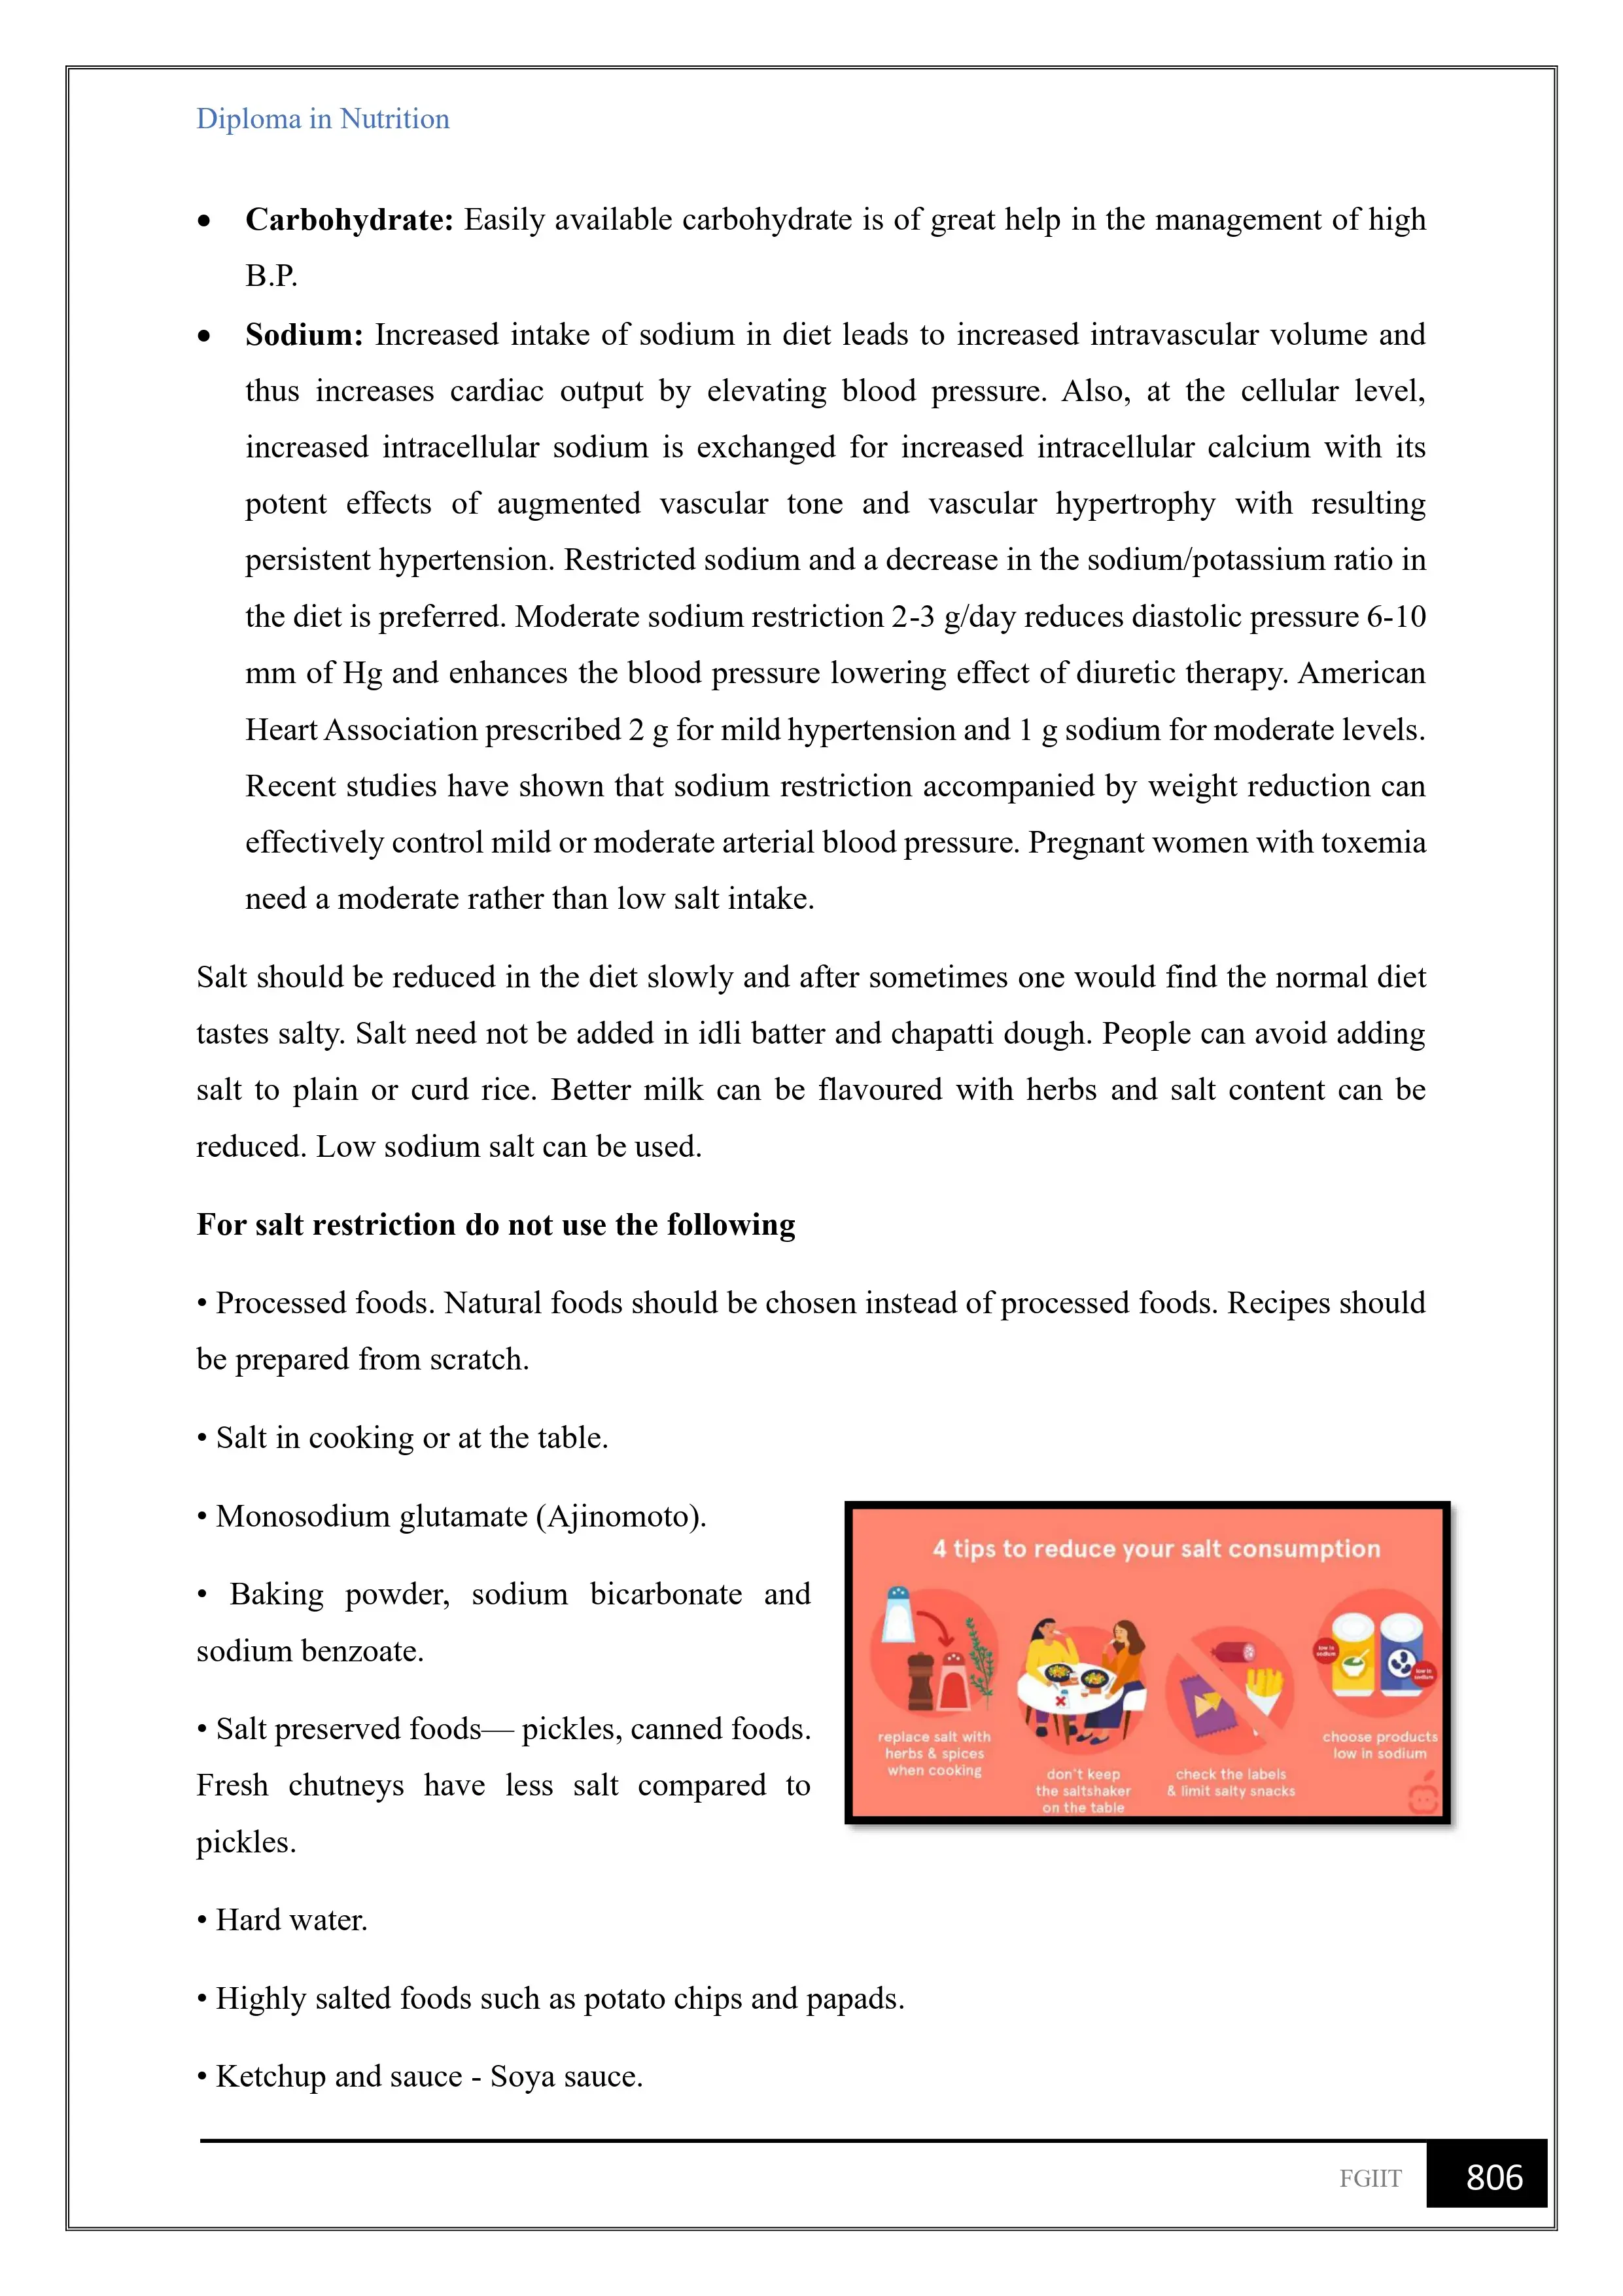 Diploma in Nutrition
• Carbohydrate: Easily available carbohydrate is of great help in the management of high
B.P.
• Sodium: Increased intake of sodium in diet leads to increased intravascular volume and
thus increases cardiac output by elevating blood pressure. Also, at the cellular level,
increased intracellular sodium is exchanged for increased intracellular calcium with its
potent effects of augmented vascular tone and vascular hypertrophy with resulting
persistent hypertension. Restricted sodium and a decrease in the sodium/potassium ratio in
the diet is preferred. Moderate sodium restriction 2-3 g/day reduces diastolic pressure 6-10
mm of Hg and enhances the blood pressure lowering effect of diuretic therapy. American
Heart Association prescribed 2 g for mild hypertension and 1 g sodium for moderate levels.
Recent studies have shown that sodium restriction accompanied by weight reduction can
effectively control mild or moderate arterial blood pressure. Pregnant women with toxemia
need a moderate rather than low salt intake.
Salt should be reduced in the diet slowly and after sometimes one would find the normal diet
tastes salty. Salt need not be added in idli batter and chapatti dough. People can avoid adding
salt to plain or curd rice. Better milk can be flavoured with herbs and salt content can be
reduced. Low sodium salt can be used.
For salt restriction do not use the following
• Processed foods. Natural foods should be chosen instead of processed foods. Recipes should
be prepared from scratch.
• Salt in cooking or at the table.
• Monosodium glutamate (Ajinomoto).
• Baking powder, sodium bicarbonate and
sodium benzoate.
• Salt preserved foods— pickles, canned foods.
Fresh chutneys have less salt compared to
pickles.
4 tips to reduce your salt consumption
replace salt with
herbs & spices
when cooking
don't keep
the saltshaker
on the table
check the labels
& limit salty snacks
low in
sodium
low in
sodium
choose products
low in sodium
• Hard water.
• Highly salted foods such as potato chips and papads.
• Ketchup and sauce - Soya sauce.
FGIIT
806